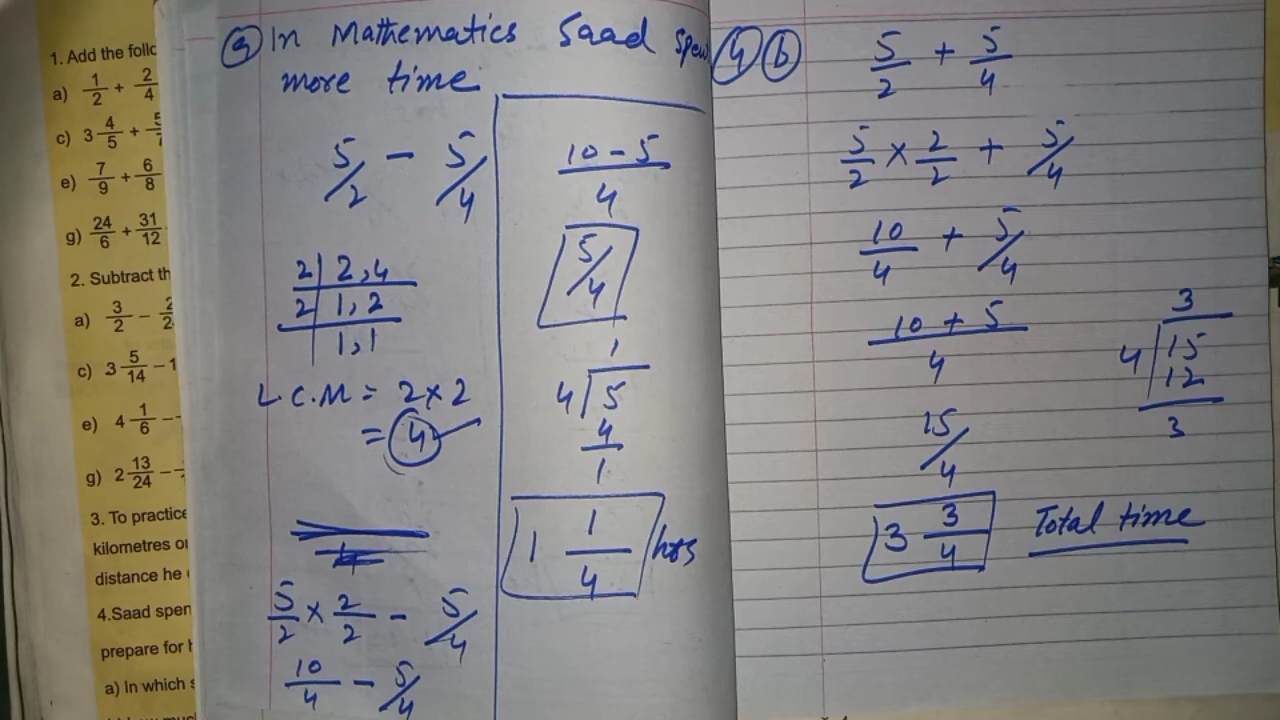 1. Add the follc
a) 1/2 + 2/4
c) 3 4/5 +
e) 7/9 + 6/8
g) 24/6 + 31/12
2. Subtract th
a) 3/2 −
c) 3 5/14 − 1
e) 4 1/6 −
g) 2 13/24 −
3. To practice
kilometres
distance he
4.Saad spen
prepare for
a) In which
a) In Mathematics Saad
more time
5/2 − 5/4
2 | 2,4
2 | 1,2
1,1
L.C.M = 2×2
= 4
5/2 × 2/2 − 5/4
10/4 − 5/4
10 − 5 / 4
5/4
1
4 ) 5
4
1
1 1/4 hrs
4 b 5/2 + 5/4
5/2 × 2/2 + 5/4
10/4 + 5/4
10 + 5 / 4
15/4
3 3/4 Total time
3
4 ) 15
12
3